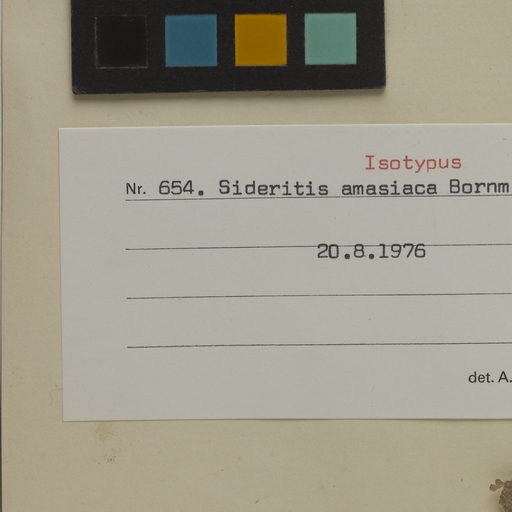 Isotypus
Nr. 654. Sideritis amasiaca Bornm
20.8.1976
det. A.